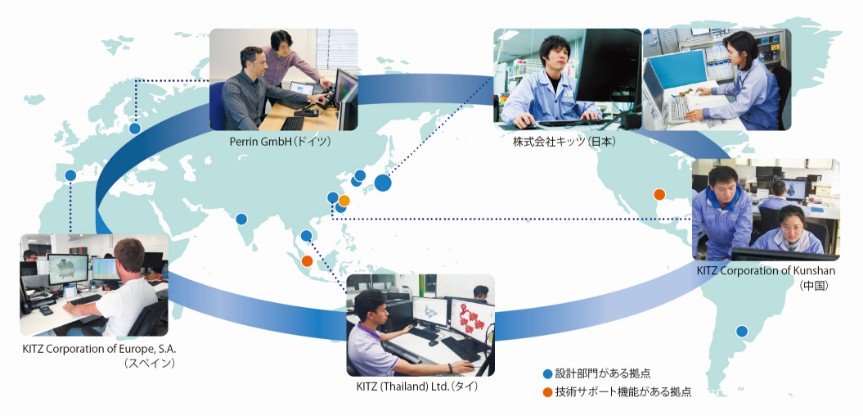 Perrin GmbH（ドイツ）
株式会社キッツ（日本）
KITZ Corporation of Kunshan
（中国）
KITZ Corporation of Europe, S.A.
（スペイン）
KITZ (Thailand) Ltd.（タイ）
●設計部門がある拠点
●技術サポート機能がある拠点